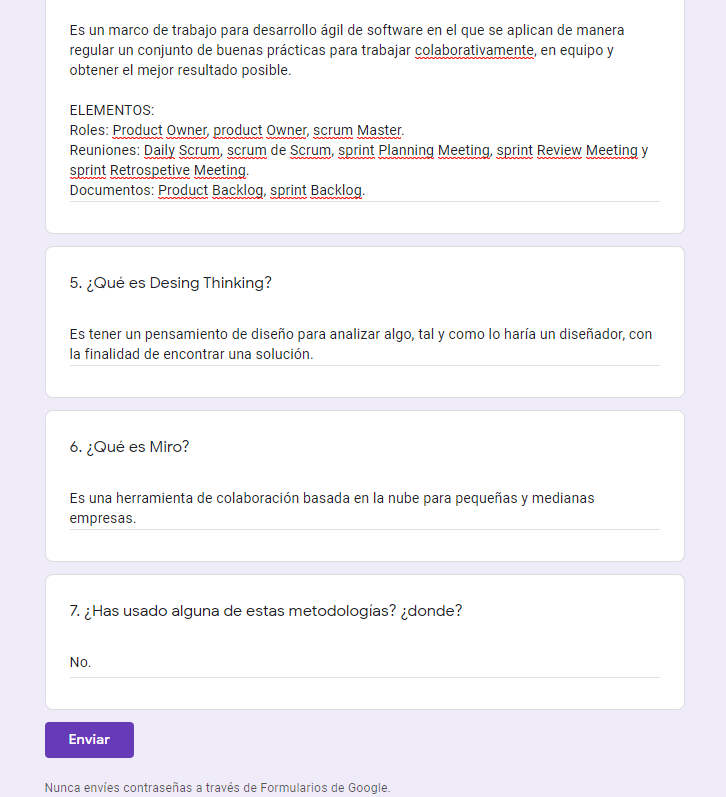 Es un marco de trabajo para desarrollo ágil de software en el que se aplican de manera
regular un conjunto de buenas prácticas para trabajar colaborativamente, en equipo y
obtener el mejor resultado posible.
ELEMENTOS:
Roles: Product Owner, product Owner, scrum Master.
Reuniones: Daily Scrum, scrum de Scrum, sprint Planning Meeting, sprint Review Meeting y
sprint Retrospetive Meeting.
Documentos: Product Backlog, sprint Backlog.
5. ¿Qué es Desing Thinking?
Es tener un pensamiento de diseño para analizar algo, tal y como lo haría un diseñador, con
la finalidad de encontrar una solución.
6. ¿Qué es Miro?
Es una herramienta de colaboración basada en la nube para pequeñas y medianas
empresas.
7. ¿Has usado alguna de estas metodologías? ¿donde?
No.
Enviar
Nunca envíes contraseñas a través de Formularios de Google.